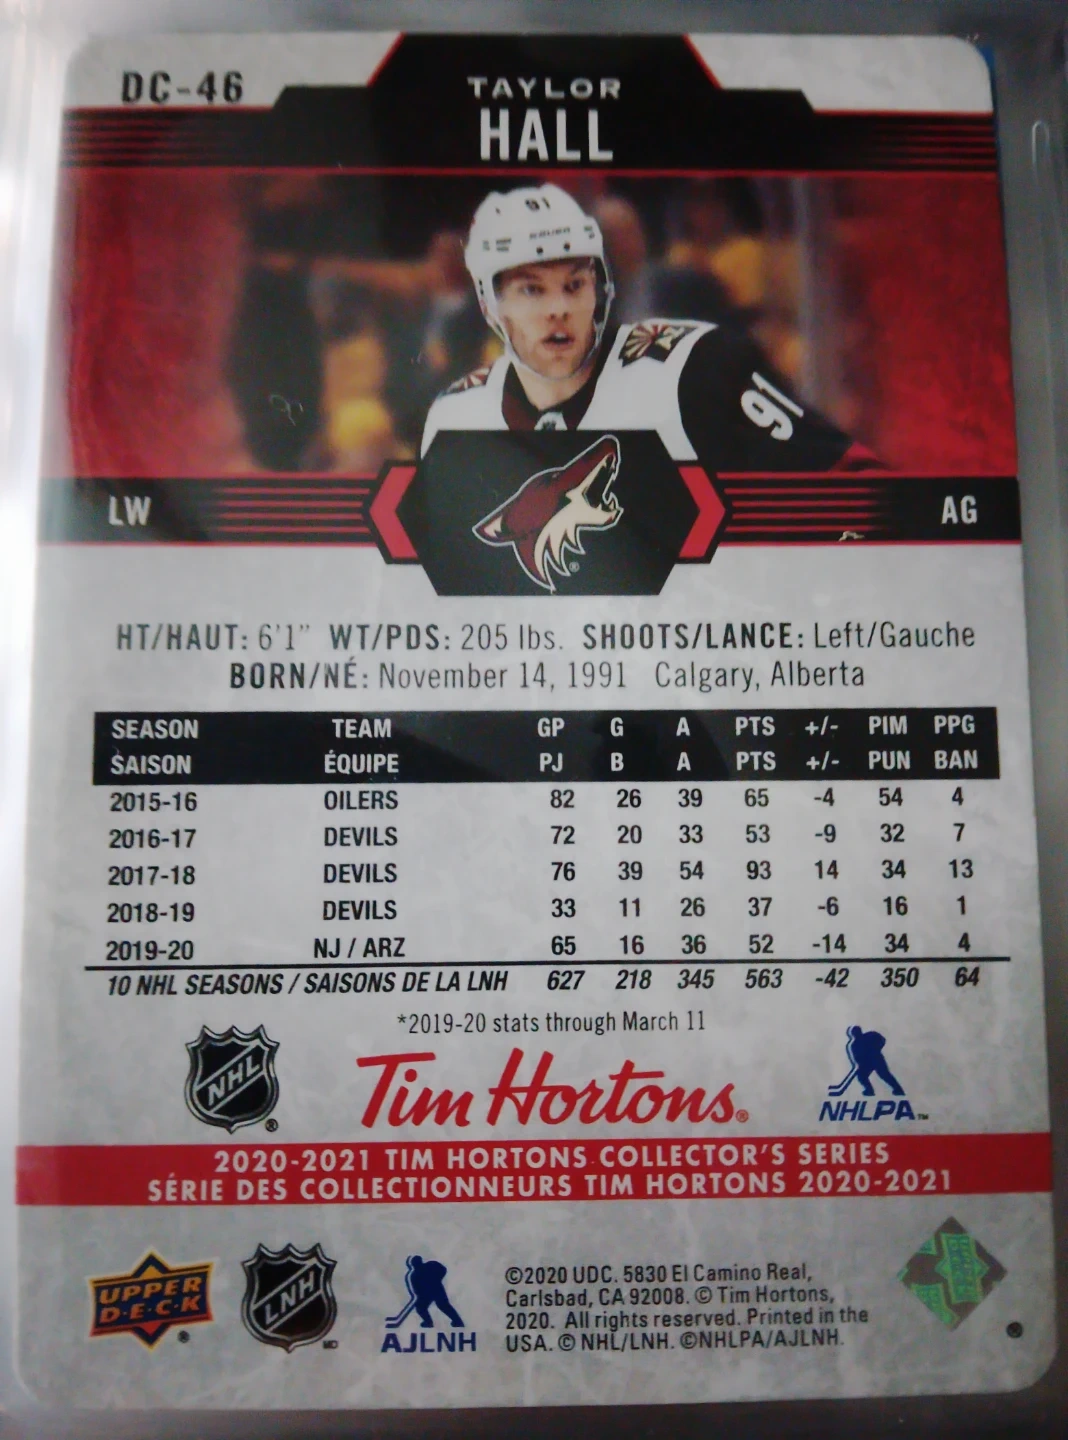 DC-46
TAYLOR
HALL
91
BAUER
91
LW
AG
®
HT/HAUT: 6'1" WT/PDS: 205 lbs. SHOOTS/LANCE: Left/Gauche
BORN/NÉ: November 14, 1991 Calgary, Alberta
SEASON TEAM GP G A PTS +/- PIM PPG
SAISON ÉQUIPE PJ B A PTS +/- PUN BAN
2015-16 OILERS 82 26 39 65 -4 54 4
2016-17 DEVILS 72 20 33 53 -9 32 7
2017-18 DEVILS 76 39 54 93 14 34 13
2018-19 DEVILS 33 11 26 37 -6 16 1
2019-20 NJ / ARZ 65 16 36 52 -14 34 4
10 NHL SEASONS / SAISONS DE LA LNH 627 218 345 563 -42 350 64
*2019-20 stats through March 11
NHL ®
Tim Hortons®
NHLPA™
2020-2021 TIM HORTONS COLLECTOR'S SERIES
SÉRIE DES COLLECTIONNEURS TIM HORTONS 2020-2021
UPPER
D·E·C·K ®
LNH MD
AJLNH
©2020 UDC. 5830 El Camino Real,
Carlsbad, CA 92008. © Tim Hortons,
2020. All rights reserved. Printed in the
USA. © NHL/LNH. ©NHLPA/AJLNH.
®